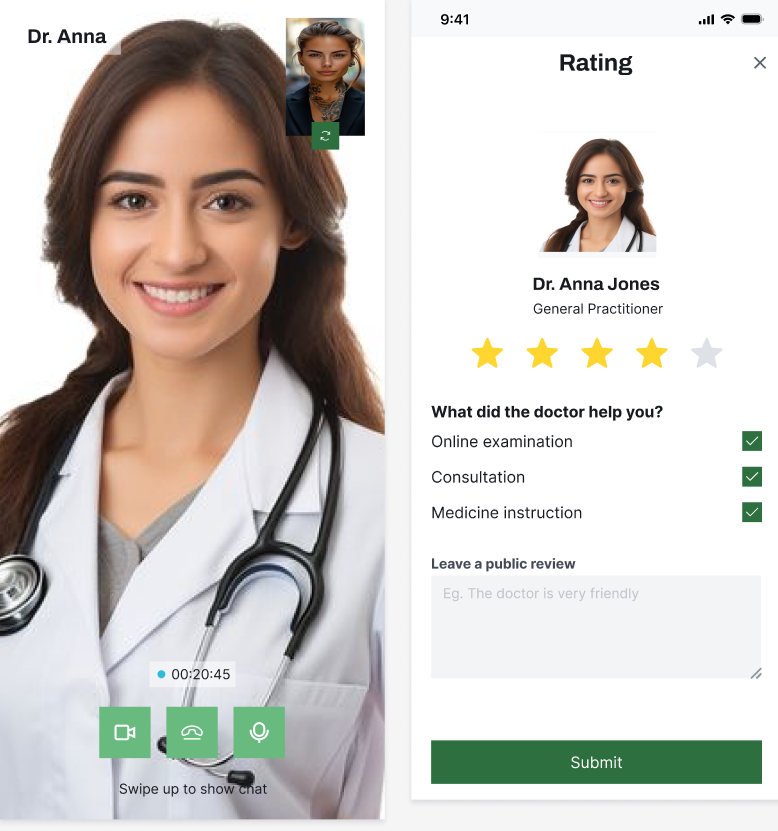 Dr. Anna
00:20:45
Swipe up to show chat
9:41
Rating
Dr. Anna Jones
General Practitioner
What did the doctor help you?
Online examination
Consultation
Medicine instruction
Leave a public review
Eg. The doctor is very friendly
Submit